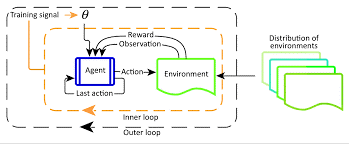 Training signal
θ
Reward
Observation
Distribution of
environments
Agent
Action
Environment
Last action
Inner loop
Outer loop